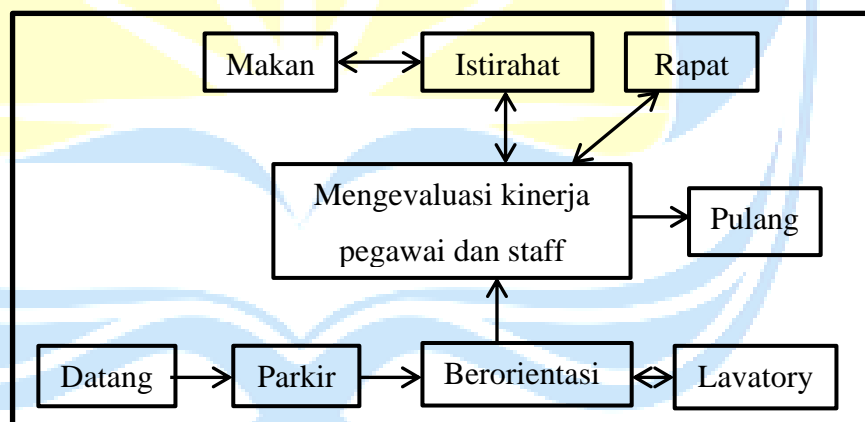 Makan
Istirahat
Rapat
Mengevaluasi kinerja
pegawai dan staff
Pulang
Datang
Parkir
Berorientasi
Lavatory